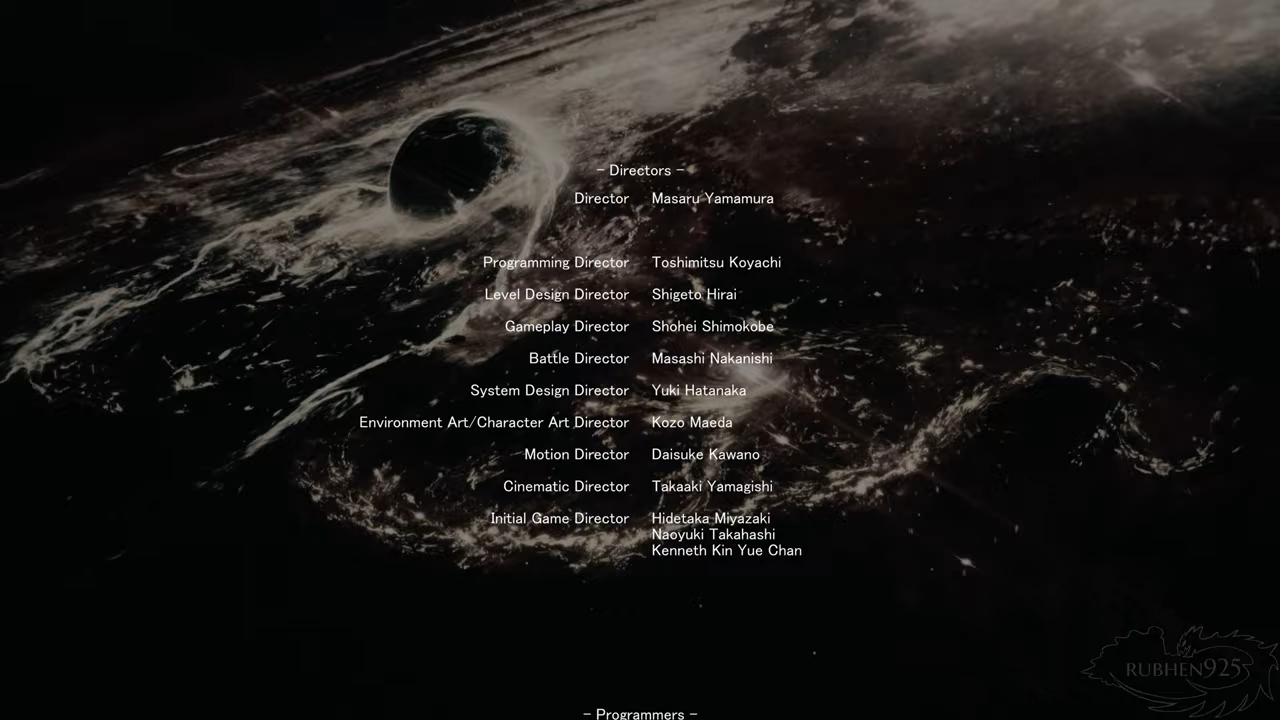 – Directors –
Director Masaru Yamamura
Programming Director Toshimitsu Koyachi
Level Design Director Shigeto Hirai
Gameplay Director Shohei Shimokobe
Battle Director Masashi Nakanishi
System Design Director Yuki Hatanaka
Environment Art/Character Art Director Kozo Maeda
Motion Director Daisuke Kawano
Cinematic Director Takaaki Yamagishi
Initial Game Director Hidetaka Miyazaki
Naoyuki Takahashi
Kenneth Kin Yue Chan
RUBHEN925
– Programmers –